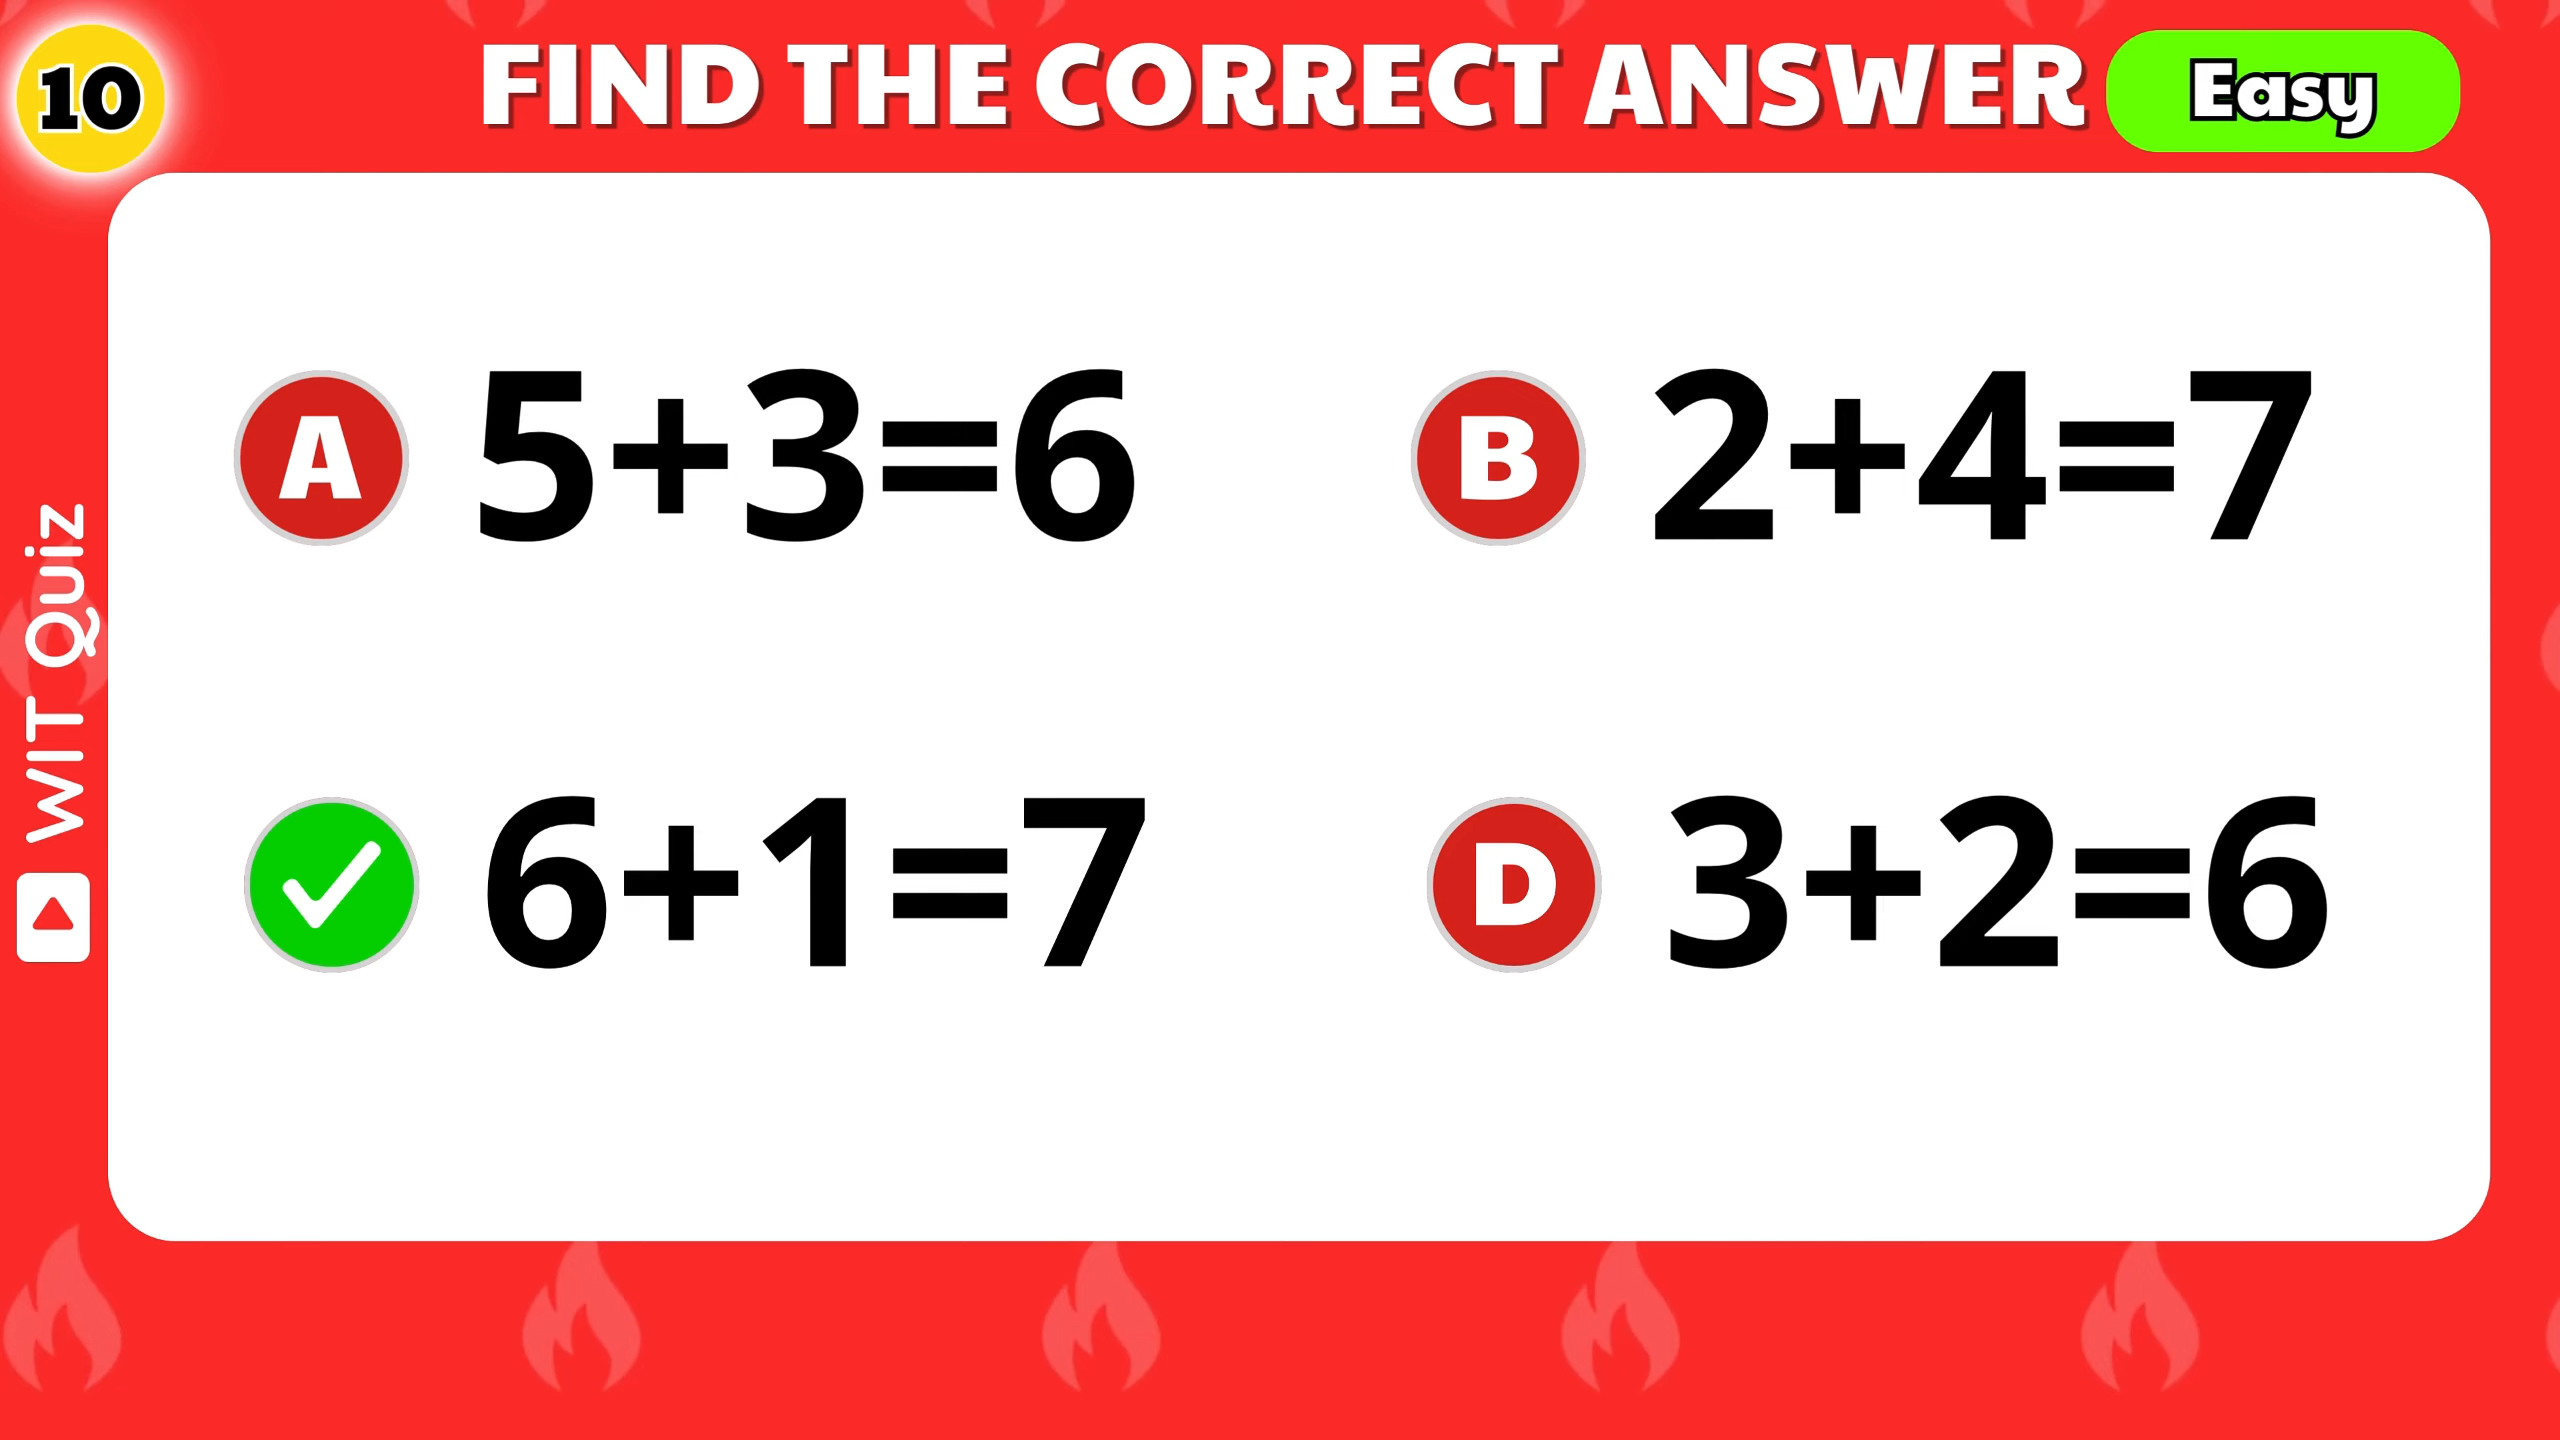 10
FIND THE CORRECT ANSWER
Easy
A 5+3=6
B 2+4=7
6+1=7
D 3+2=6
WIT Quiz